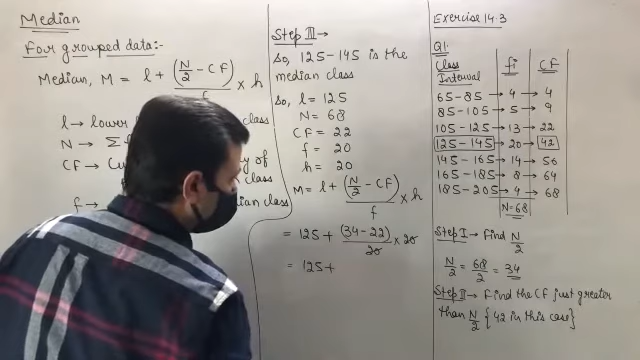 Median
For grouped data:-
Median, M = l + (N/2 - CF)/f × h
l → lower class
N → Σf
CF → Cu y of
class
f → dian class
Step III →
So, 125-145 is the
median class
So, l = 125
N = 68
CF = 22
f = 20
h = 20
M = l + (N/2 - CF)/f × h
= 125 + (34-22)/20 × 20
= 125+
Exercise 14.3
Q1.
Class Interval fi CF
65-85 → 4 → 4
85-105 → 5 → 9
105-125 → 13 → 22
125-145 → 20 → 42
145-165 → 14 → 56
165-185 → 8 → 64
185-205 → 4 → 68
N=68
Step I → Find N/2
N/2 = 68/2 = 34
Step II → Find the CF just greater
than N/2 {42 in this case}